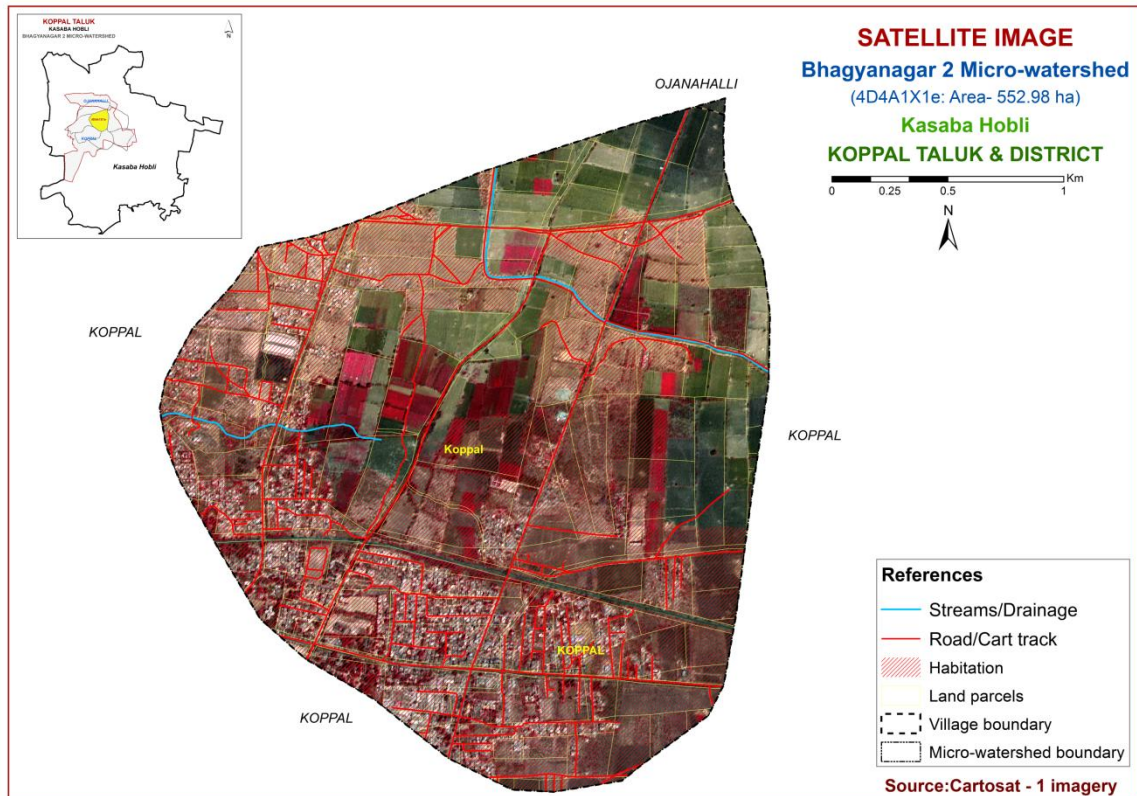 KOPPAL TALUK
KASABA HOBLI
BHAGYANAGAR 2 MICRO-WATERSHED
N
Kasaba Hobli
SATELLITE IMAGE
Bhagyanagar 2 Micro-watershed
(4D4A1X1e: Area- 552.98 ha)
Kasaba Hobli
KOPPAL TALUK & DISTRICT
Km
0 0.25 0.5 1
N
OJANAHALLI
KOPPAL
KOPPAL
Koppal
KOPPAL
KOPPAL
References
Streams/Drainage
Road/Cart track
Habitation
Land parcels
Village boundary
Micro-watershed boundary
Source:Cartosat - 1 imagery